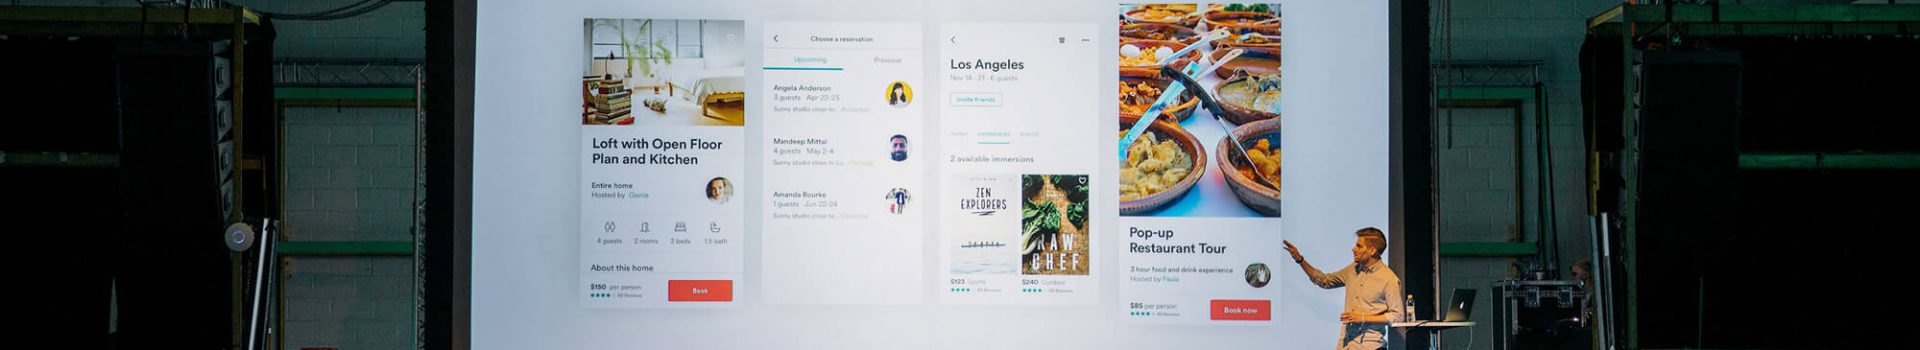 Loft with Open Floor
Plan and Kitchen
Entire home
Hosted by Genie
4 guests 2 rooms 2 beds 1.5 bath
About this home
$150 per person
Book
Choose a reservation
Upcoming Previous
Angela Anderson
3 guests Apr 22-23
Sunny studio close to... Accepted
Mandeep Mittal
4 guests May 2-4
Sunny studio close to Lo Pending
Amanda Bourke
1 guests Jun 22-24
Sunny studio close to... Cancelled
Los Angeles
Nov 14 - 21 · 6 guests
Invite friends
HOMES EXPERIENCES PLACES
2 available immersions
ZEN
EXPLORERS
RAW
CHEF
$123 Sports
$240 Outdoor
Pop-up
Restaurant Tour
3 hour food and drink experience
Hosted by Paula
$85 per person
Book now